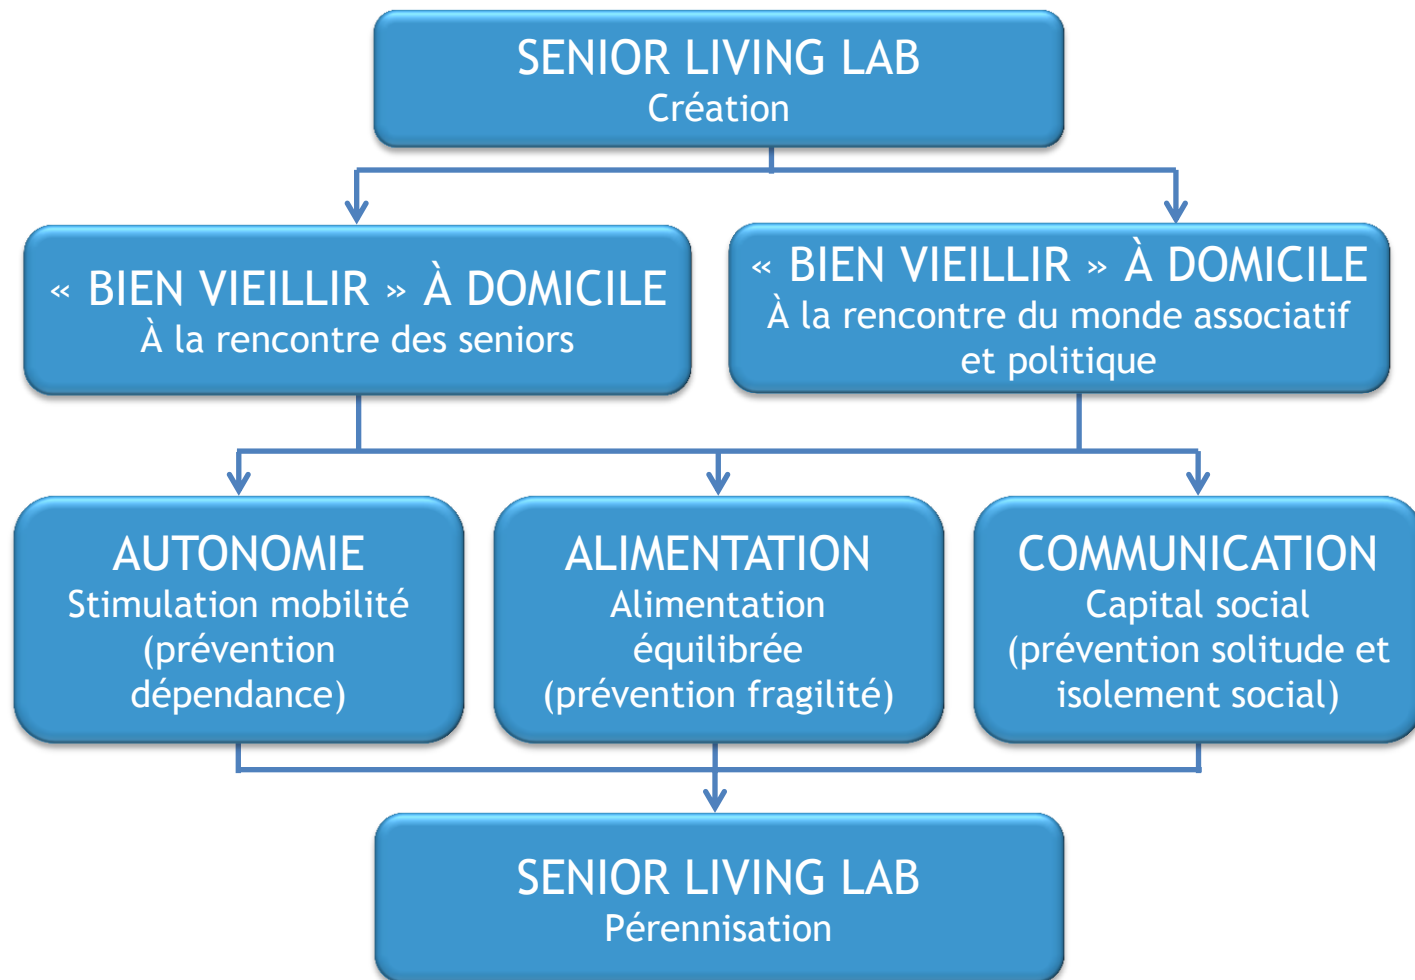 SENIOR LIVING LAB
Création
« BIEN VIEILLIR » À DOMICILE
À la rencontre des seniors
« BIEN VIEILLIR » À DOMICILE
À la rencontre du monde associatif
et politique
AUTONOMIE
Stimulation mobilité
(prévention
dépendance)
ALIMENTATION
Alimentation
équilibrée
(prévention fragilité)
COMMUNICATION
Capital social
(prévention solitude et
isolement social)
SENIOR LIVING LAB
Pérennisation